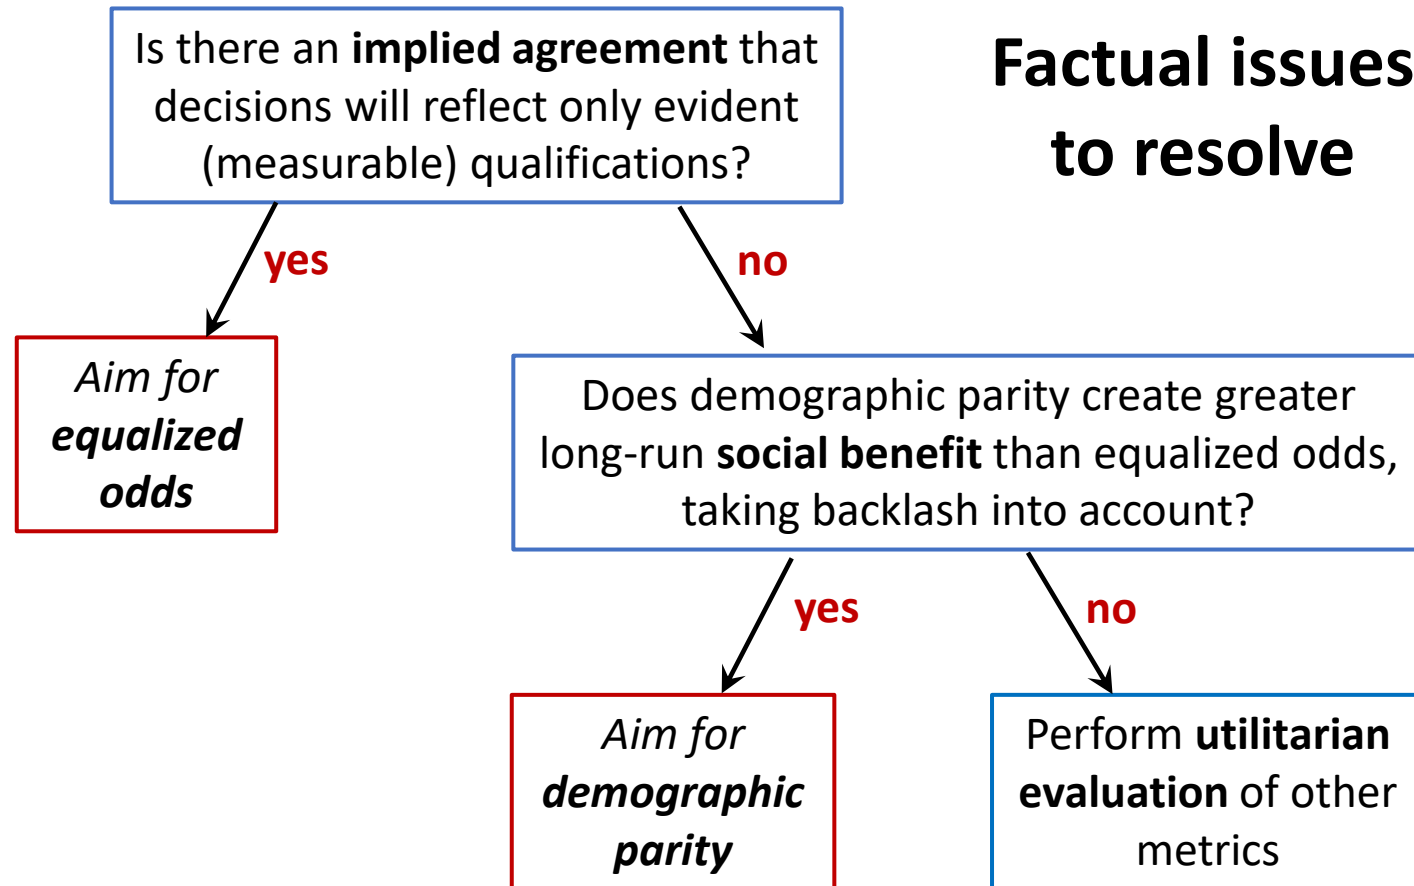 Factual issues
to resolve
Is there an implied agreement that
decisions will reflect only evident
(measurable) qualifications?
yes
no
Aim for
equalized
odds
Does demographic parity create greater
long-run social benefit than equalized odds,
taking backlash into account?
yes
no
Aim for
demographic
parity
Perform utilitarian
evaluation of other
metrics